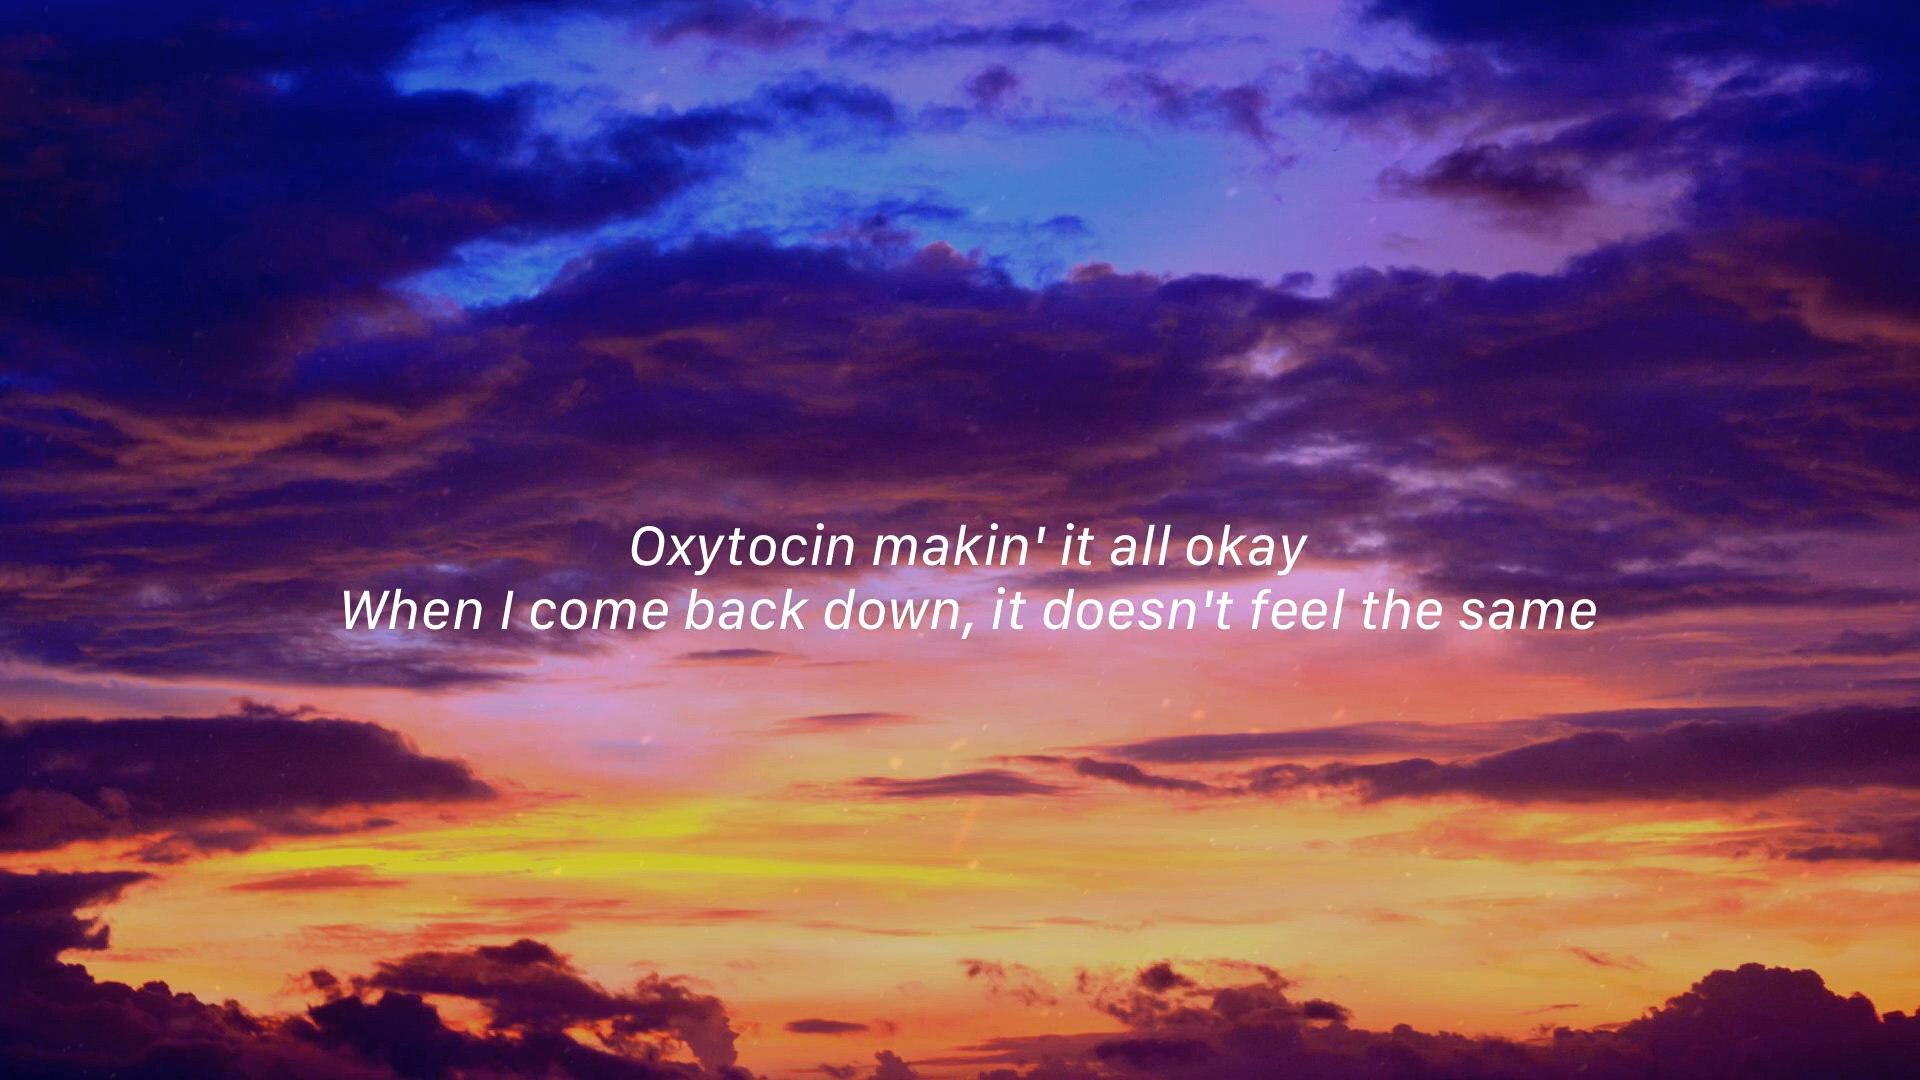 Oxytocin makin' it all okay
When I come back down, it doesn't feel the same